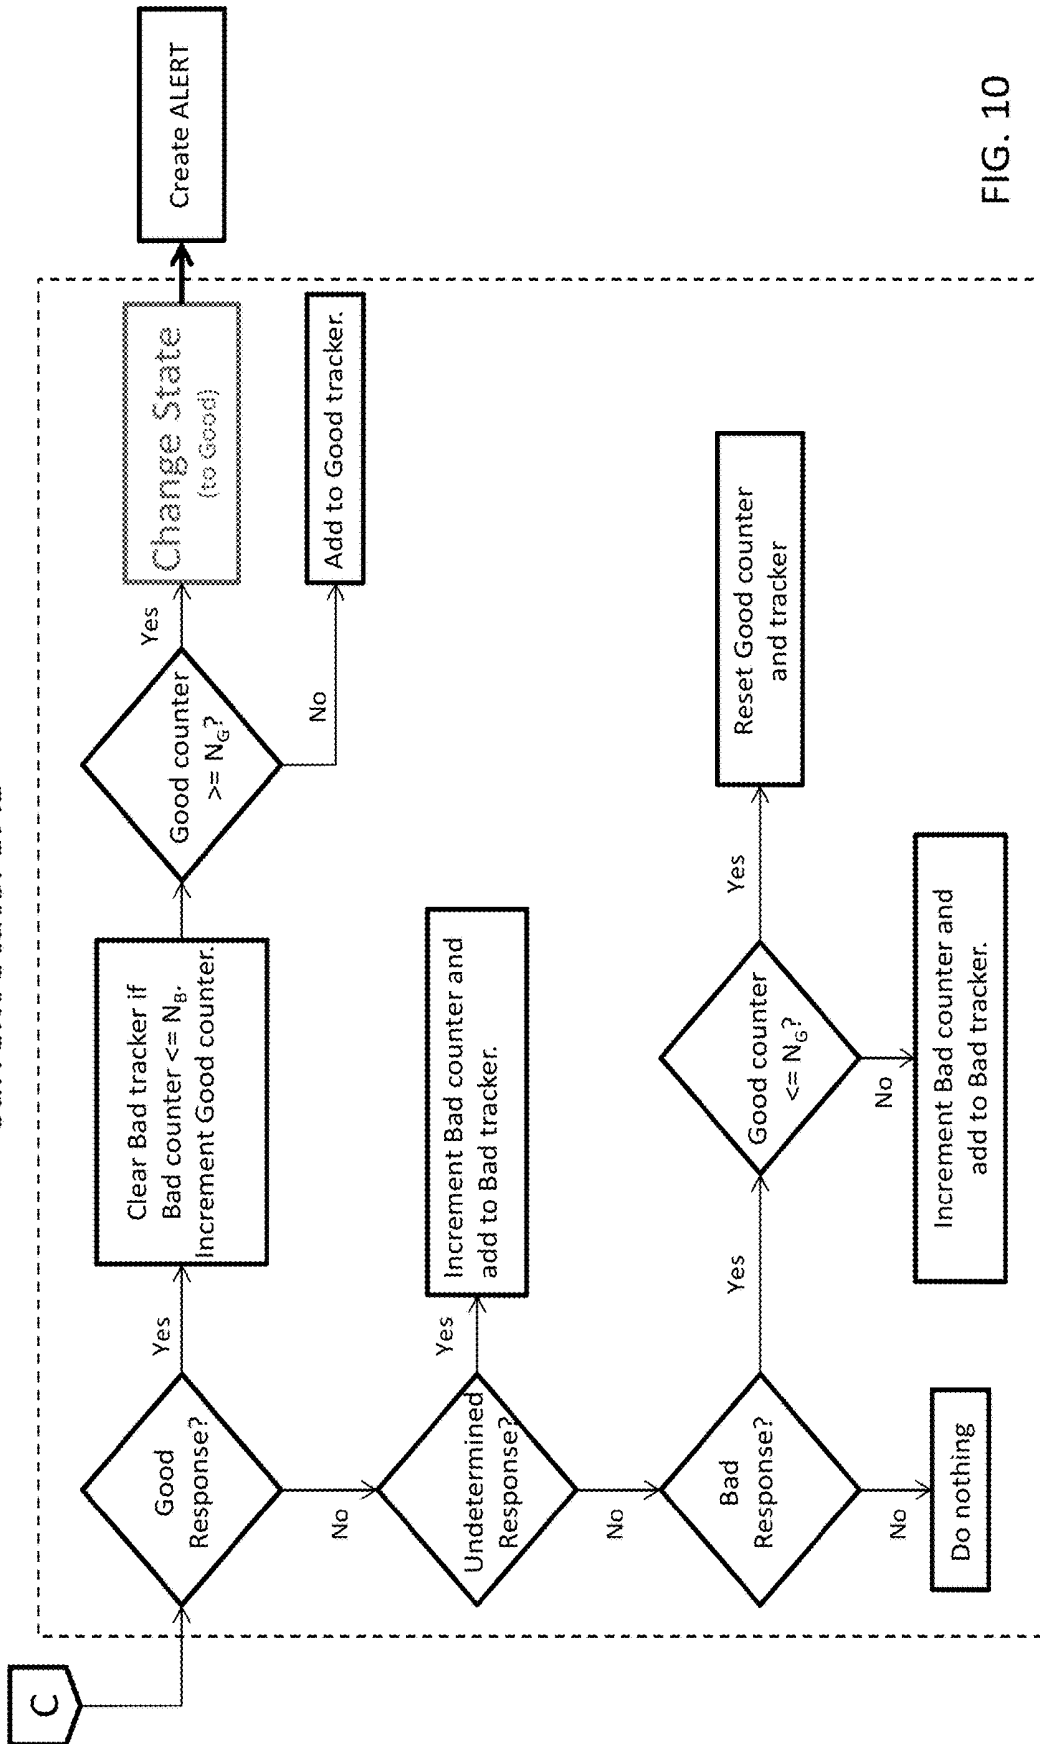 C
Good
Response?
Yes
Clear Bad tracker if
Bad counter <= N_B.
Increment Good counter.
Good counter
>= N_G?
Yes
Change State
(to Good)
Create ALERT
No
Add to Good tracker.
No
Undetermined
Response?
Yes
Increment Bad counter and
add to Bad tracker.
No
Bad
Response?
Yes
Good counter
<= N_G?
Yes
Reset Good counter
and tracker
No
Increment Bad counter and
add to Bad tracker.
No
Do nothing
FIG. 10